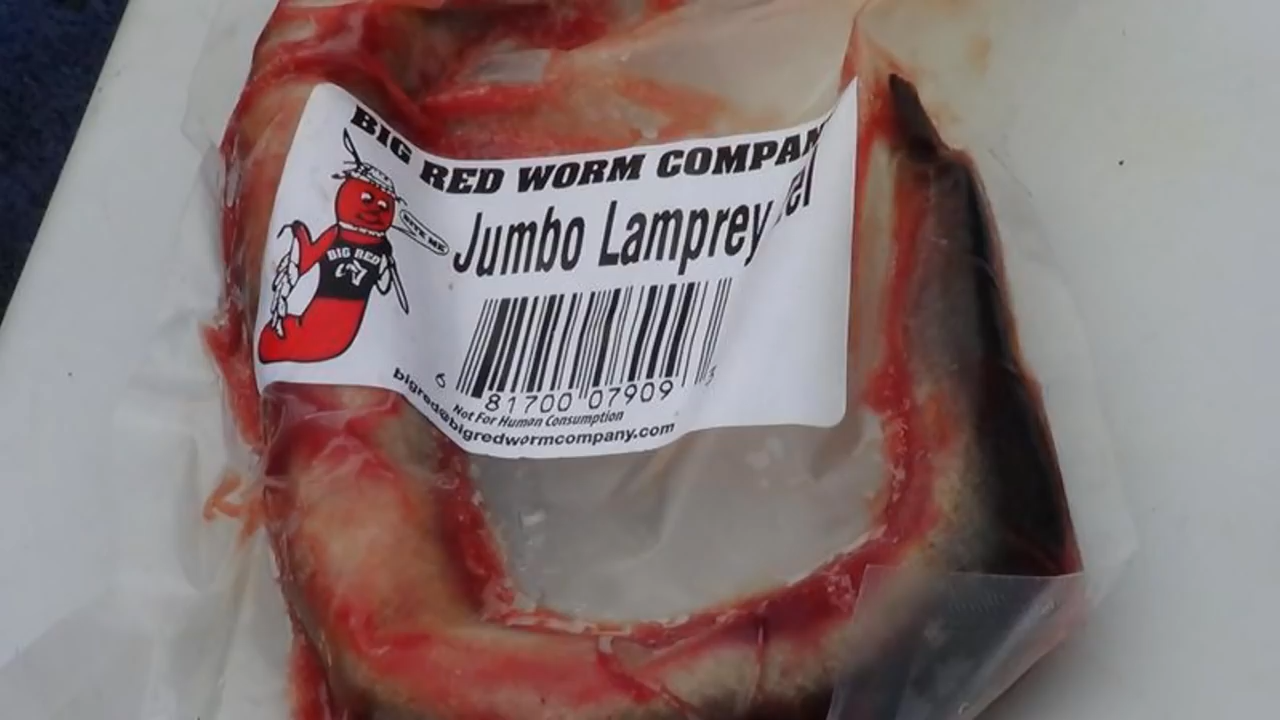 BIG RED WORM COMPAN
Jumbo Lamprey
BITE ME
BIG RED
6 81700 07909 3
Not For Human Consumption
bigred@bigredwormcompany.com